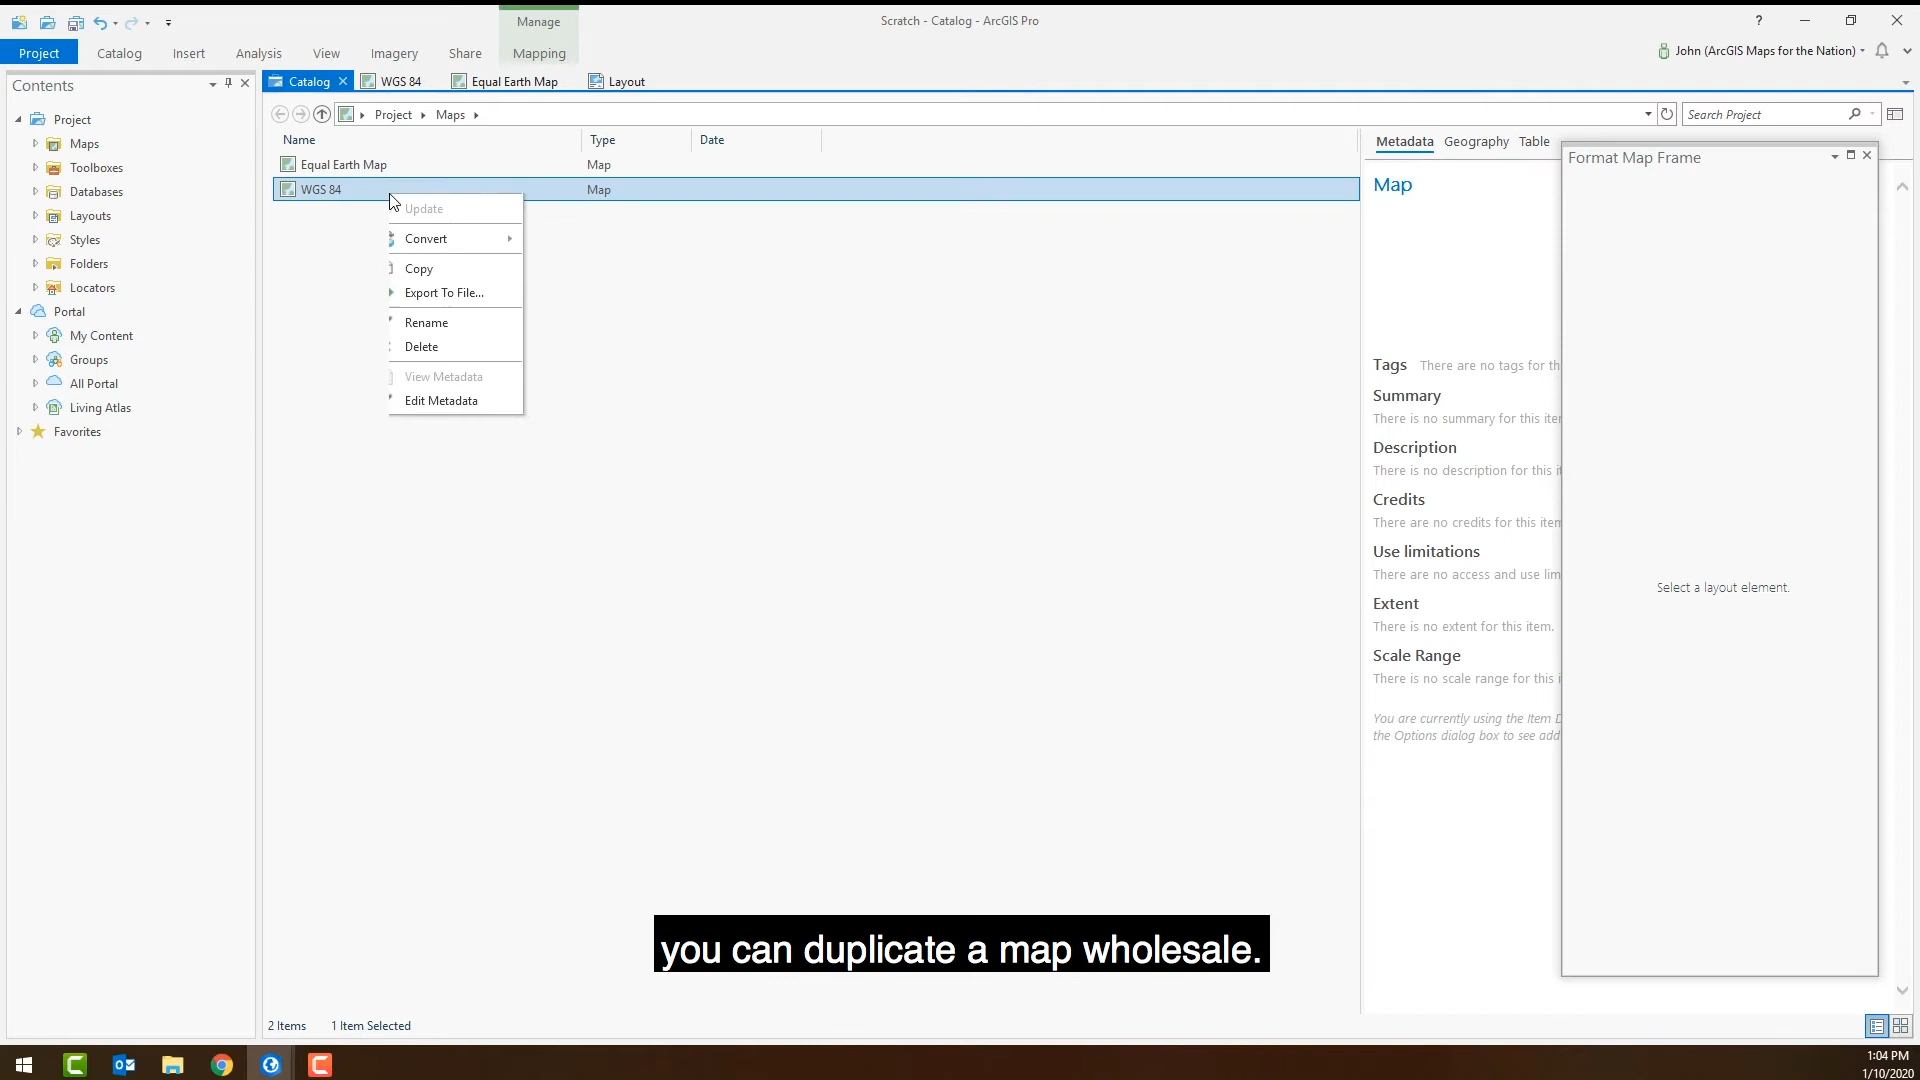 Manage
Scratch - Catalog - ArcGIS Pro
?
Project
Catalog
Insert
Analysis
View
Imagery
Share
Mapping
John (ArcGIS Maps for the Nation)
Contents
Catalog
WGS 84
Equal Earth Map
Layout
Project
Maps
Search Project
Project
Maps
Toolboxes
Databases
Layouts
Styles
Folders
Locators
Portal
My Content
Groups
All Portal
Living Atlas
Favorites
Name
Type
Date
Equal Earth Map
Map
WGS 84
Map
Update
Convert
Copy
Export To File...
Rename
Delete
View Metadata
Edit Metadata
Metadata
Geography
Table
Map
Tags
There are no tags for th
Summary
There is no summary for this iter
Description
There is no description for this it
Credits
There are no credits for this item
Use limitations
There are no access and use lim
Extent
There is no extent for this item.
Scale Range
There is no scale range for this i
You are currently using the Item D
the Options dialog box to see add
Format Map Frame
Select a layout element.
you can duplicate a map wholesale.
2 Items
1 Item Selected
1:04 PM
1/10/2020